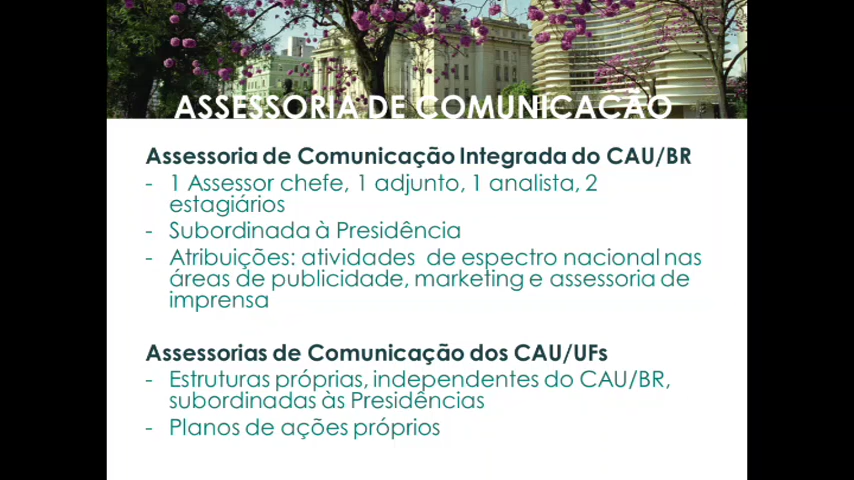 ASSESSORIA DE COMUNICAÇÃO
Assessoria de Comunicação Integrada do CAU/BR
- 1 Assessor chefe, 1 adjunto, 1 analista, 2
estagiários
- Subordinada à Presidência
- Atribuições: atividades de espectro nacional nas
áreas de publicidade, marketing e assessoria de
imprensa
Assessorias de Comunicação dos CAU/UFs
- Estruturas próprias, independentes do CAU/BR,
subordinadas às Presidências
- Planos de ações próprios